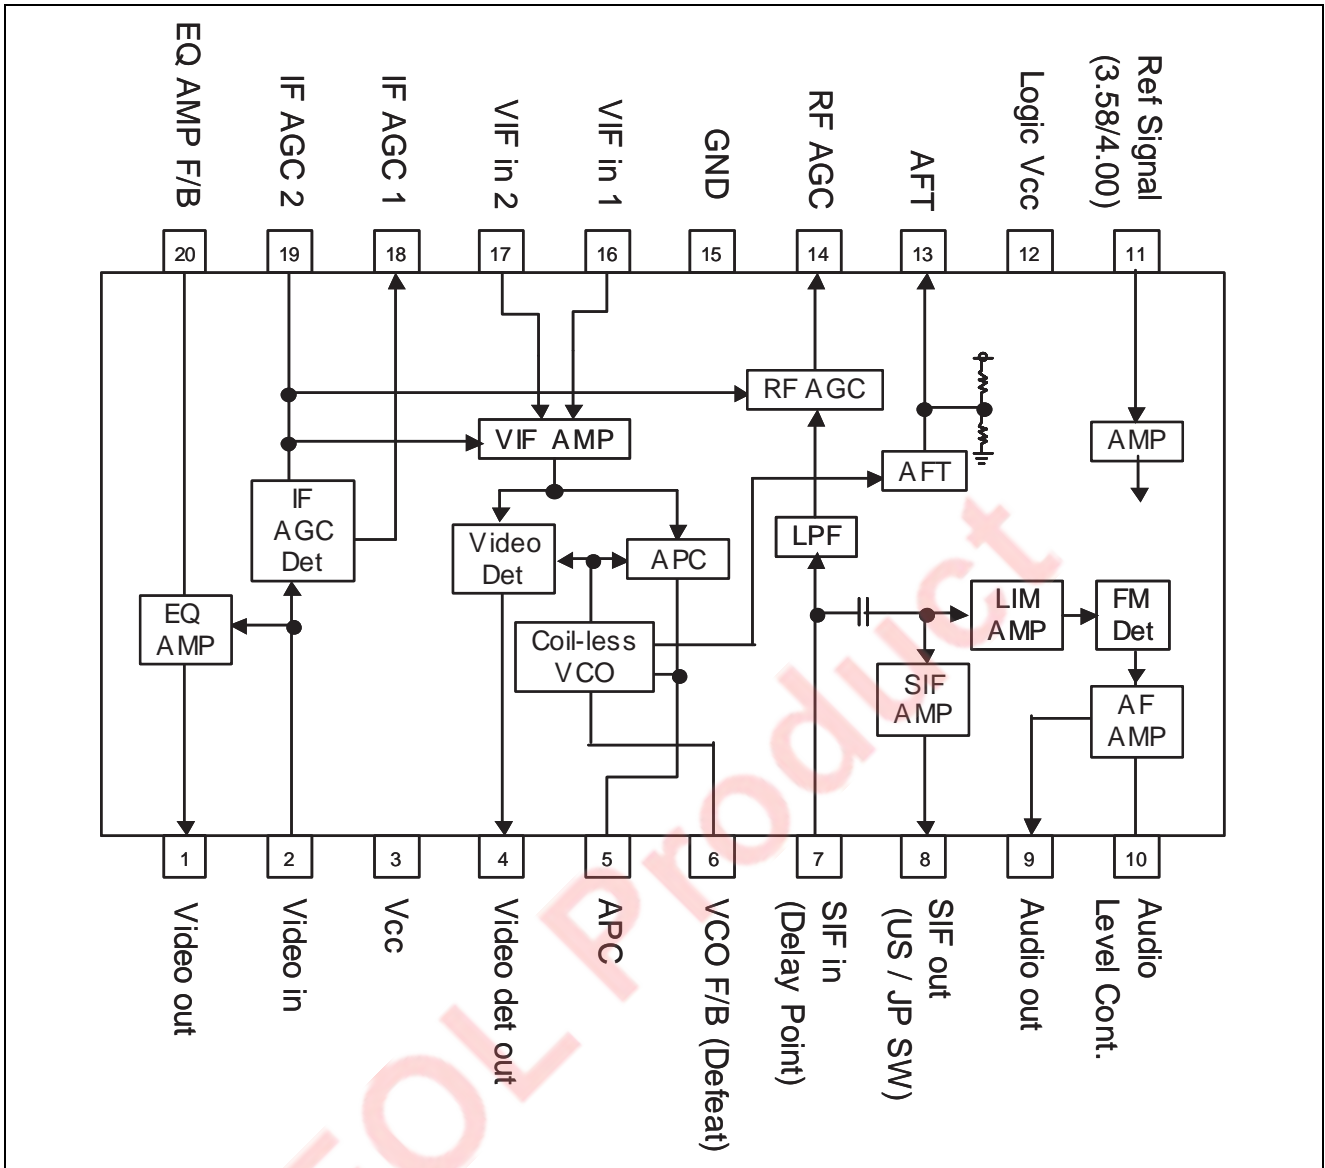 EQ AMP F/B
IF AGC 2
IF AGC 1
VIF in 2
VIF in 1
GND
RF AGC
AFT
Logic Vcc
Ref Signal
(3.58/4.00)
20
19
18
17
16
15
14
13
12
11
RF AGC
VIF AMP
AMP
AFT
IF
AGC
Det
Video
Det
APC
LPF
EQ
AMP
Coil-less
VCO
LIM
AMP
FM
Det
SIF
AMP
AF
AMP
1
2
3
4
5
6
7
8
9
10
Video out
Video in
Vcc
Video det out
APC
VCO F/B (Defeat)
SIF in
(Delay Point)
SIF out
(US / JP SW)
Audio out
Audio
Level Cont.
EOL Product